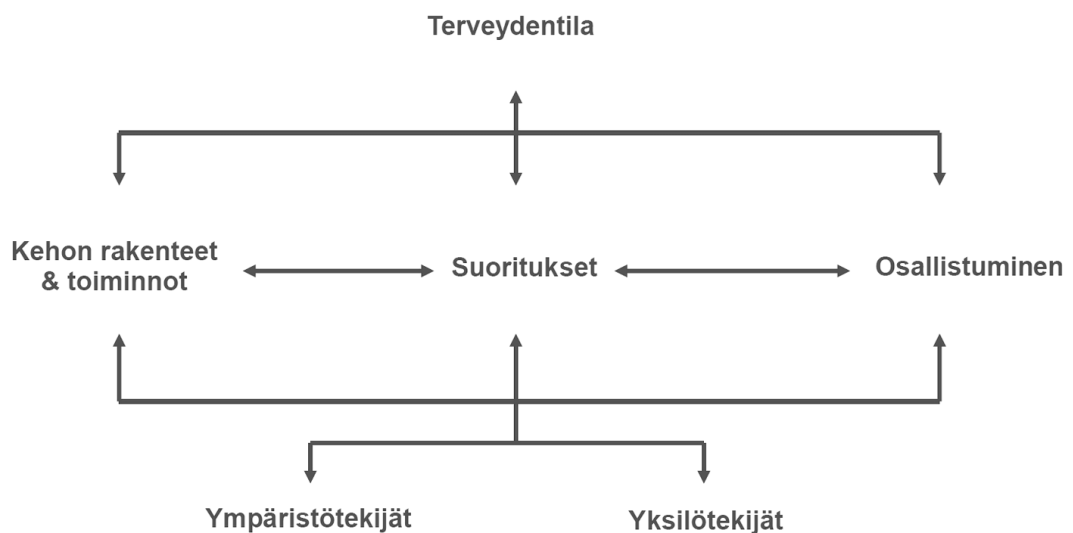 Terveydentila
Kehon rakenteet
& toiminnot
Suoritukset
Osallistuminen
Ympäristötekijät
Yksilötekijät